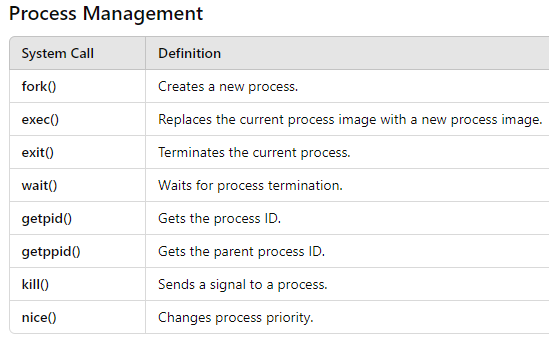 Process Management
System Call Definition
fork() Creates a new process.
exec() Replaces the current process image with a new process image.
exit() Terminates the current process.
wait() Waits for process termination.
getpid() Gets the process ID.
getppid() Gets the parent process ID.
kill() Sends a signal to a process.
nice() Changes process priority.